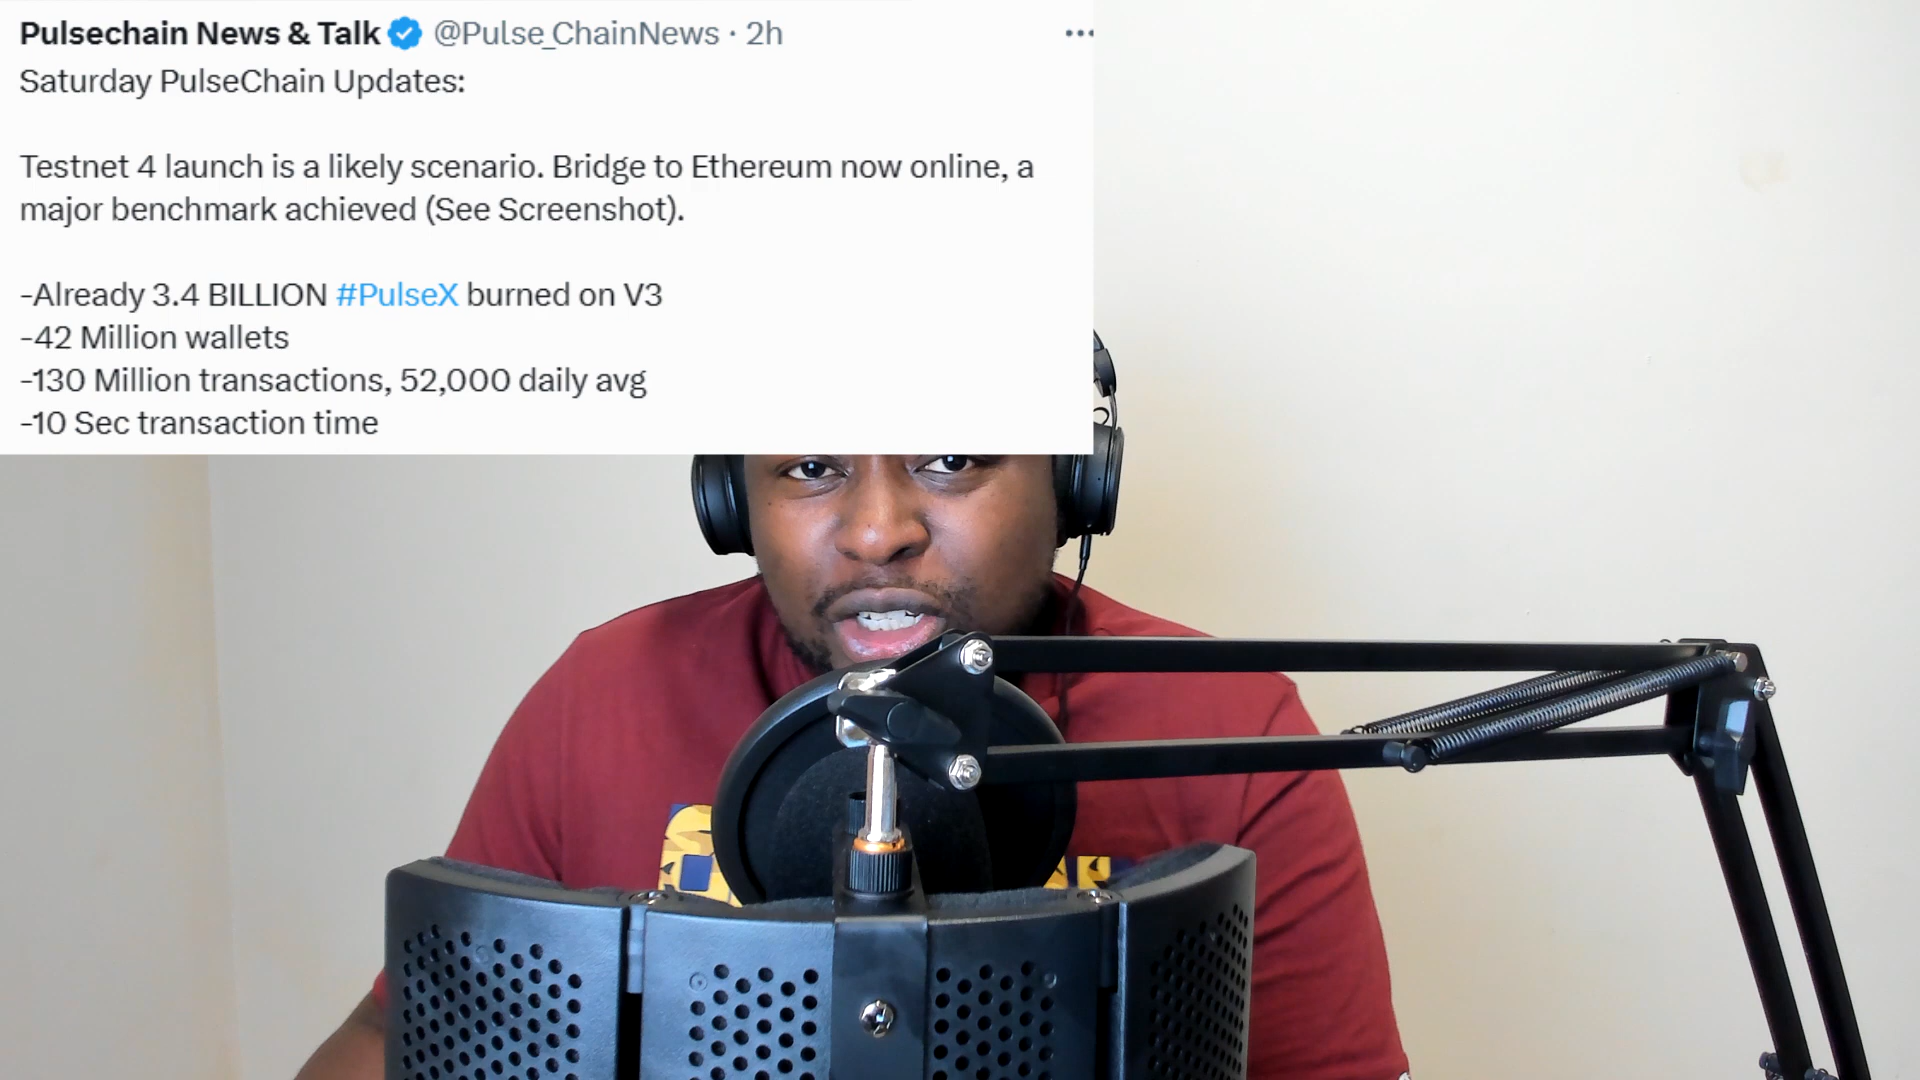 Pulsechain News & Talk @Pulse_ChainNews · 2h
Saturday PulseChain Updates:
Testnet 4 launch is a likely scenario. Bridge to Ethereum now online, a
major benchmark achieved (See Screenshot).
-Already 3.4 BILLION #PulseX burned on V3
-42 Million wallets
-130 Million transactions, 52,000 daily avg
-10 Sec transaction time